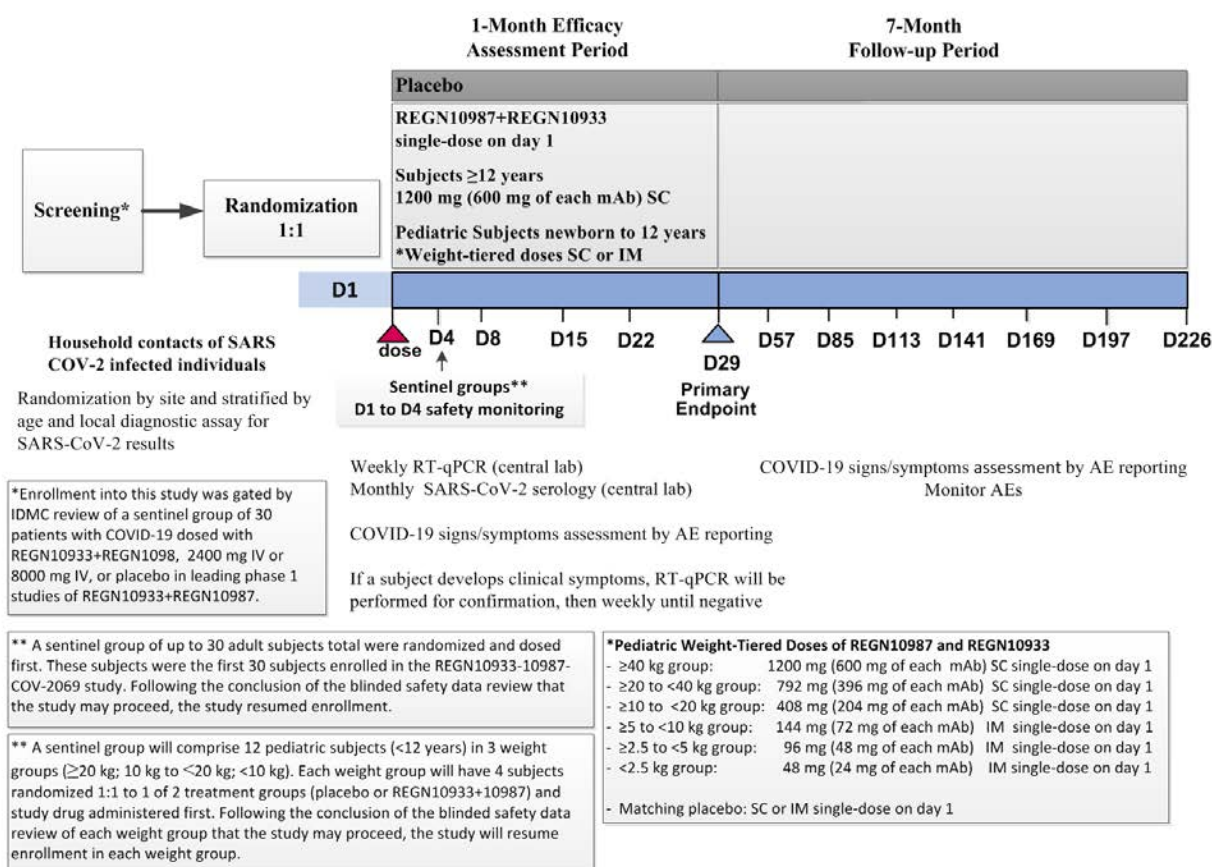 1-Month Efficacy
Assessment Period
7-Month
Follow-up Period
Placebo
REGN10987+REGN10933
single-dose on day 1
Subjects ≥12 years
1200 mg (600 mg of each mAb) SC
Pediatric Subjects newborn to 12 years
*Weight-tiered doses SC or IM
Screening*
Randomization
1:1
D1
dose
D4
D8
D15
D22
D29
D57
D85
D113
D141
D169
D197
D226
Primary
Endpoint
Sentinel groups**
D1 to D4 safety monitoring
Household contacts of SARS
COV-2 infected individuals
Randomization by site and stratified by
age and local diagnostic assay for
SARS-CoV-2 results
Weekly RT-qPCR (central lab)
Monthly SARS-CoV-2 serology (central lab)
COVID-19 signs/symptoms assessment by AE reporting
If a subject develops clinical symptoms, RT-qPCR will be
performed for confirmation, then weekly until negative
COVID-19 signs/symptoms assessment by AE reporting
Monitor AEs
*Enrollment into this study was gated by
IDMC review of a sentinel group of 30
patients with COVID-19 dosed with
REGN10933+REGN1098, 2400 mg IV or
8000 mg IV, or placebo in leading phase 1
studies of REGN10933+REGN10987.
** A sentinel group of up to 30 adult subjects total were randomized and dosed
first. These subjects were the first 30 subjects enrolled in the REGN10933-10987-
COV-2069 study. Following the conclusion of the blinded safety data review that
the study may proceed, the study resumed enrollment.
** A sentinel group will comprise 12 pediatric subjects (<12 years) in 3 weight
groups (≥20 kg; 10 kg to <20 kg; <10 kg). Each weight group will have 4 subjects
randomized 1:1 to 1 of 2 treatment groups (placebo or REGN10933+10987) and
study drug administered first. Following the conclusion of the blinded safety data
review of each weight group that the study may proceed, the study will resume
enrollment in each weight group.
*Pediatric Weight-Tiered Doses of REGN10987 and REGN10933
- ≥40 kg group: 1200 mg (600 mg of each mAb) SC single-dose on day 1
- ≥20 to <40 kg group: 792 mg (396 mg of each mAb) SC single-dose on day 1
- ≥10 to <20 kg group: 408 mg (204 mg of each mAb) SC single-dose on day 1
- ≥5 to <10 kg group: 144 mg (72 mg of each mAb) IM single-dose on day 1
- ≥2.5 to <5 kg group: 96 mg (48 mg of each mAb) IM single-dose on day 1
- <2.5 kg group: 48 mg (24 mg of each mAb) IM single-dose on day 1
- Matching placebo: SC or IM single-dose on day 1